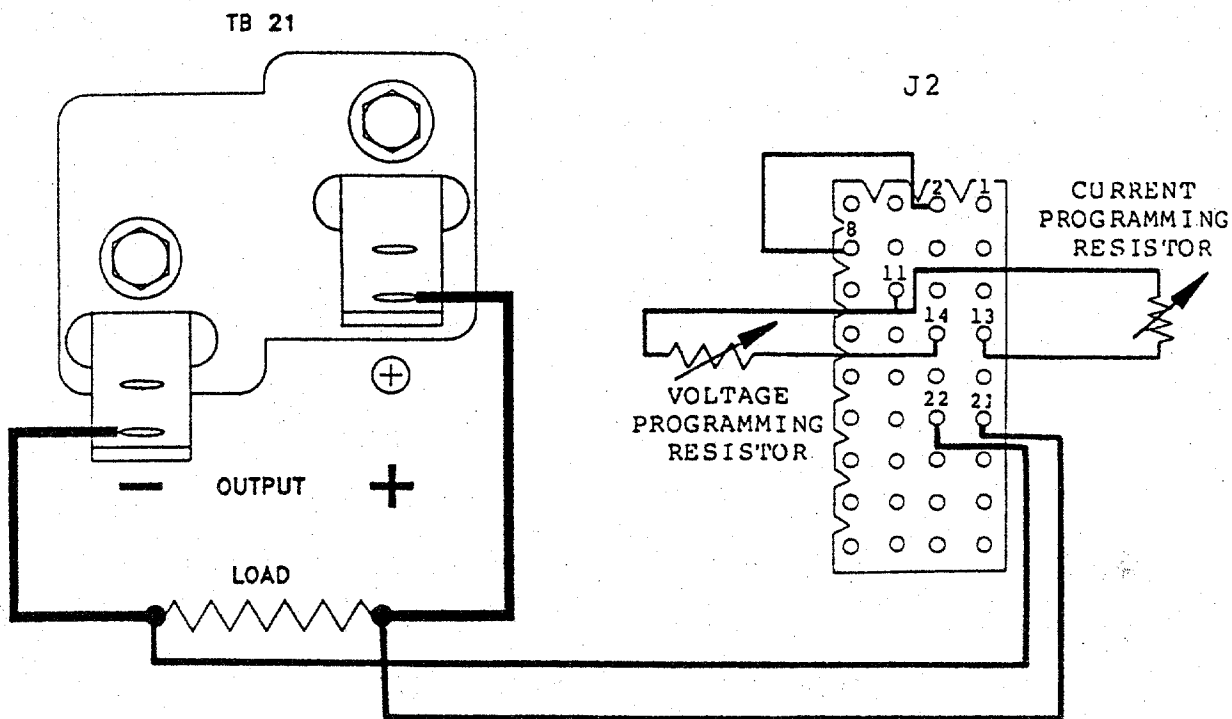 TB 21
J2
2 1
8
11
14 13
22 21
CURRENT
PROGRAMMING
RESISTOR
VOLTAGE
PROGRAMMING
RESISTOR
− OUTPUT +
LOAD